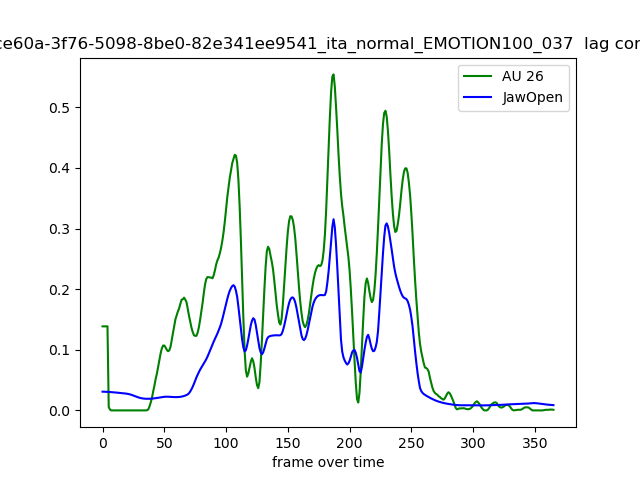 ce60a-3f76-5098-8be0-82e341ee9541_ita_normal_EMOTION100_037 lag cor
AU 26
JawOpen
0.5
0.4
0.3
0.2
0.1
0.0
0 50 100 150 200 250 300 350
frame over time